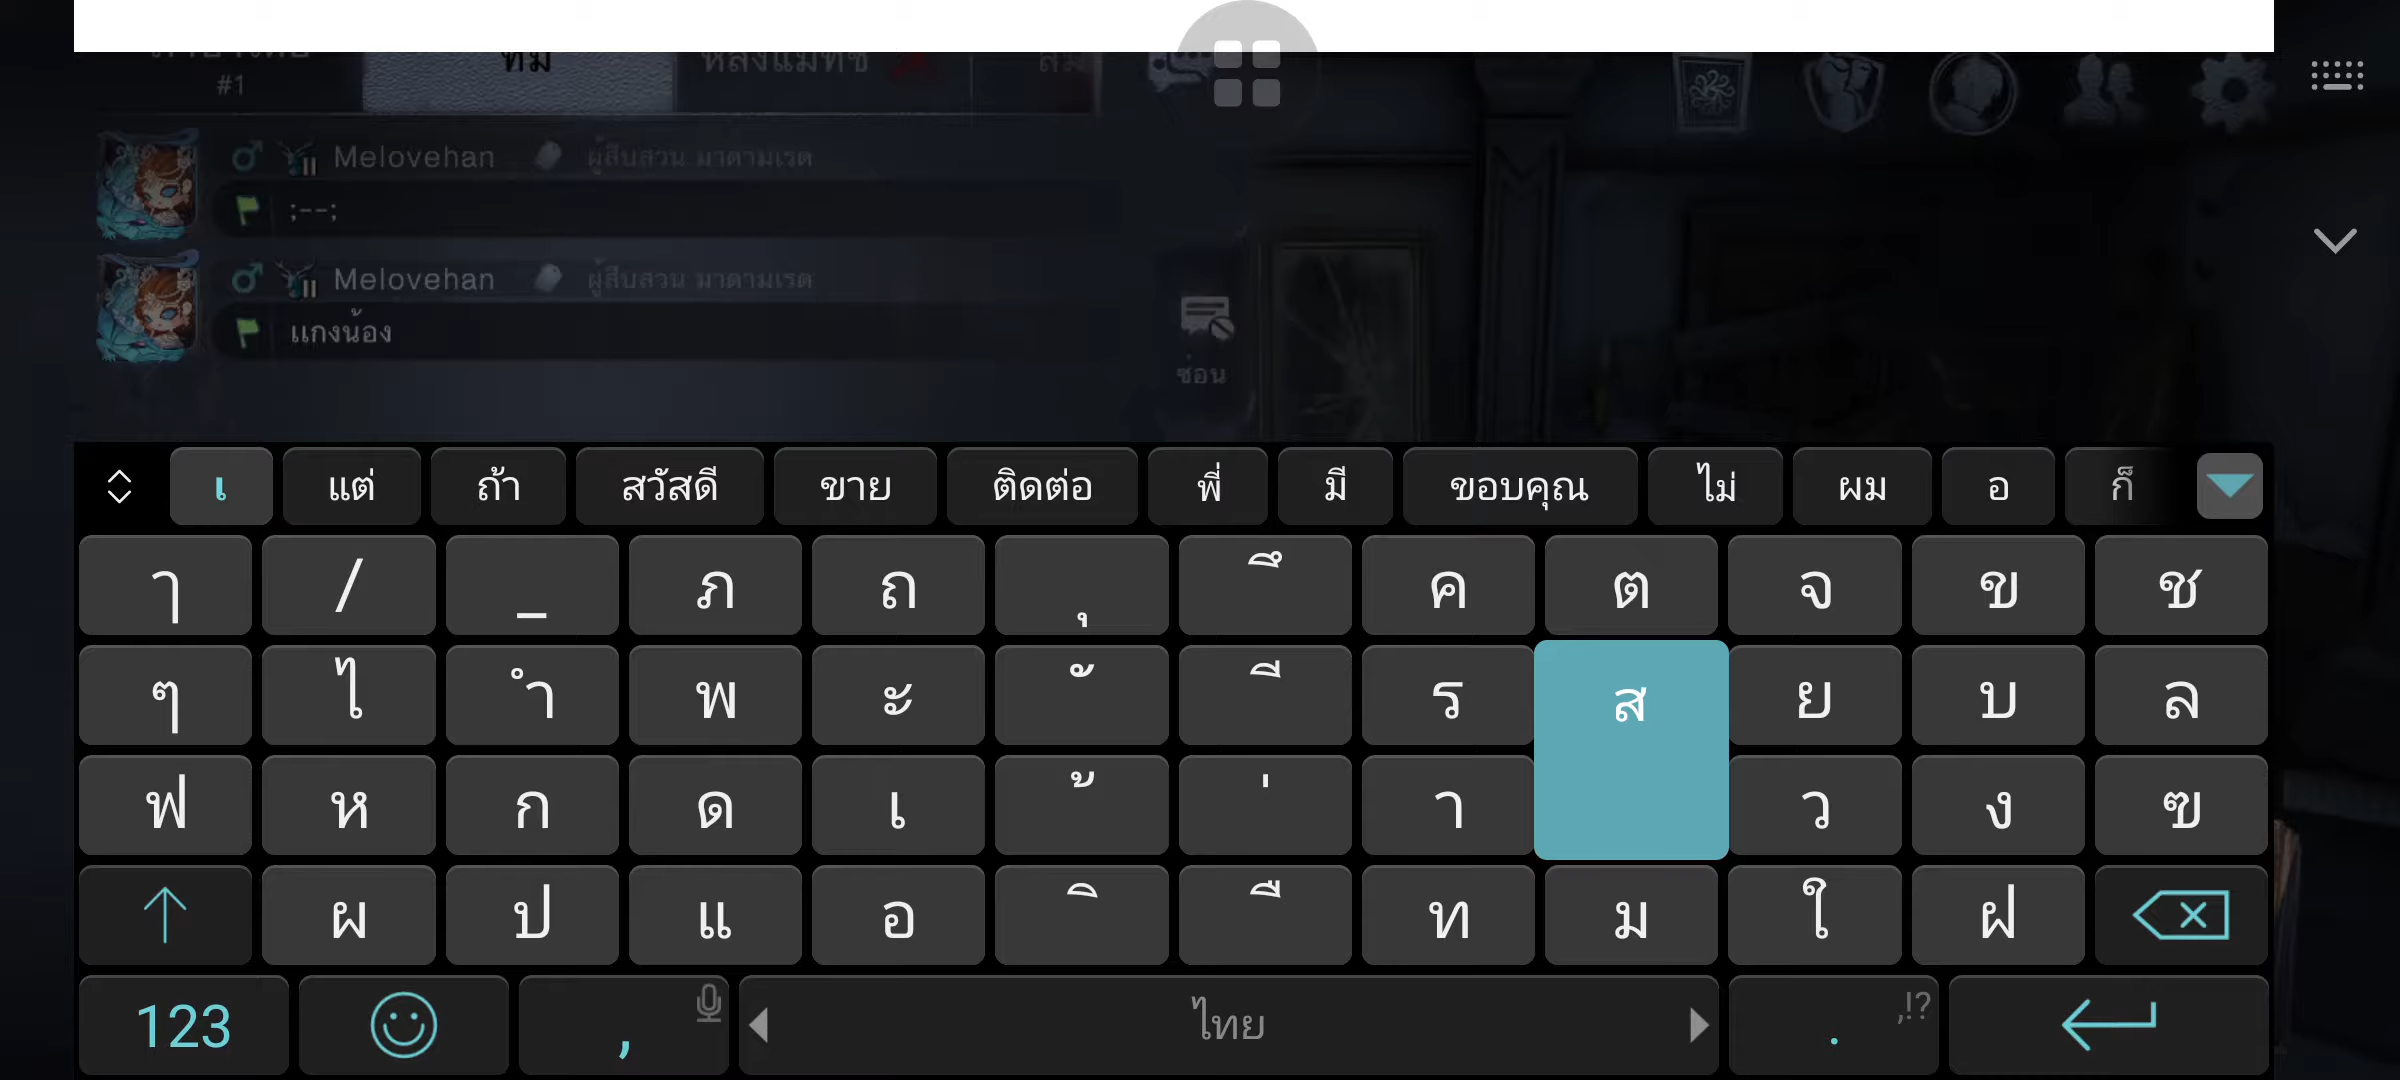 ทีม
#1
Melovehan ผู้สืบสวน มาดามเรด
;--;
Melovehan ผู้สืบสวน มาดามเรด
แกงน้อง
ซ่อน
เ แต่ ถ้า สวัสดี ขาย ติดต่อ พี่ มี ขอบคุณ ไม่ ผม อ ก็
ๅ / _ ภ ถ ุ ึ ค ต จ ข ช
ๆ ไ ำ พ ะ ั ี ร ส ย บ ล
ฟ ห ก ด เ ้ ่ า ว ง ฃ
ผ ป แ อ ิ ื ท ม ใ ฝ
123 , ไทย . ,!?